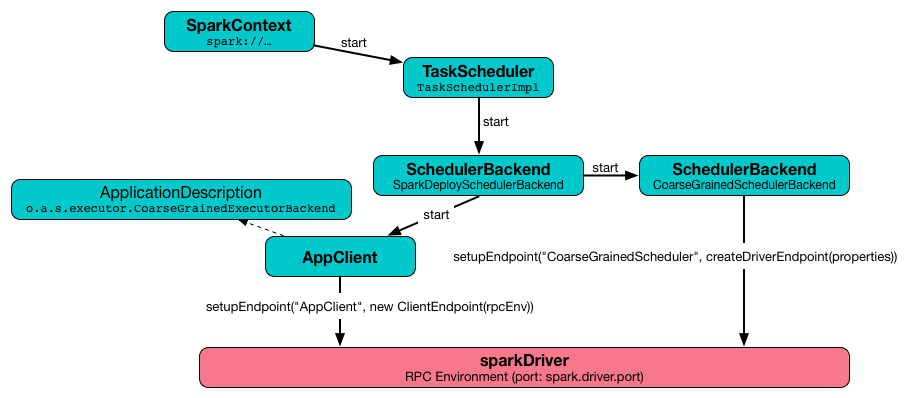 SparkContext
spark://…
start
TaskScheduler
TaskSchedulerImpl
start
SchedulerBackend
SparkDeploySchedulerBackend
start
SchedulerBackend
CoarseGrainedSchedulerBackend
ApplicationDescription
o.a.s.executor.CoarseGrainedExecutorBackend
start
AppClient
setupEndpoint("CoarseGrainedScheduler", createDriverEndpoint(properties))
setupEndpoint("AppClient", new ClientEndpoint(rpcEnv))
sparkDriver
RPC Environment (port: spark.driver.port)